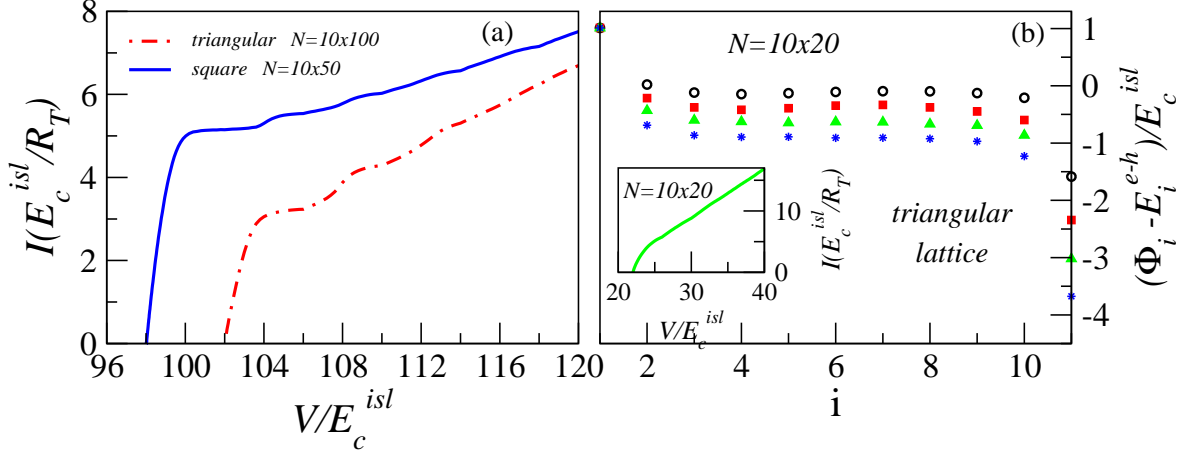 (a)
triangular N=10x100
square N=10x50
I(E_c^{isl}/R_T)
8
6
4
2
0
96 100 104 108 112 116 120
V/E_c^{isl}
(b)
N=10x20
N=10x20
I(E_c^{isl}/R_T)
10
0
20 30 40
V/E_c^{isl}
triangular
lattice
1
0
-1
-2
-3
-4
(Φ_i -E_i^{e-h})/E_c^{isl}
2 4 6 8 10
i